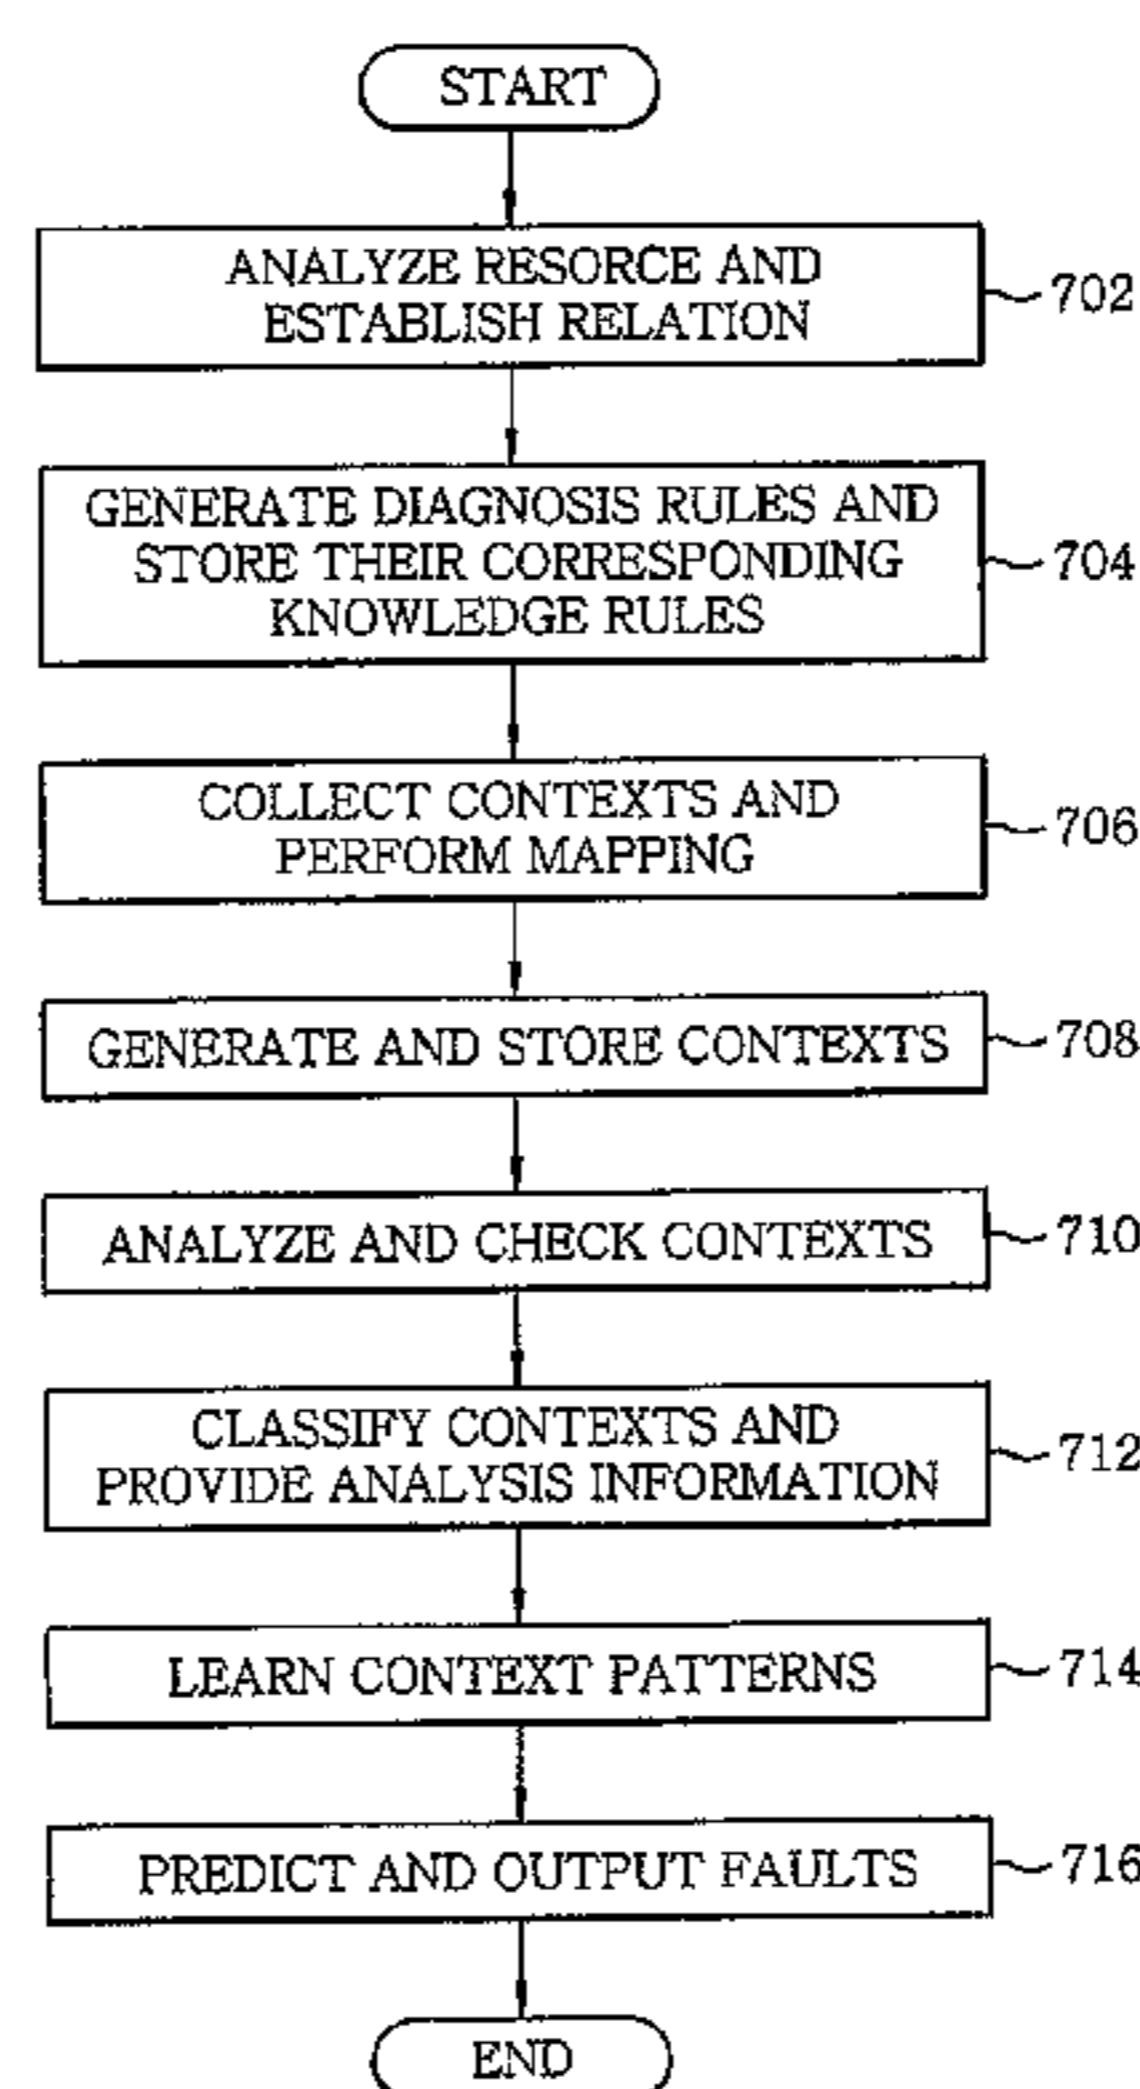 START
ANALYZE RESORCE AND
ESTABLISH RELATION
702
GENERATE DIAGNOSIS RULES AND
STORE THEIR CORRESPONDING
KNOWLEDGE RULES
704
COLLECT CONTEXTS AND
PERFORM MAPPING
706
GENERATE AND STORE CONTEXTS
708
ANALYZE AND CHECK CONTEXTS
710
CLASSIFY CONTEXTS AND
PROVIDE ANALYSIS INFORMATION
712
LEARN CONTEXT PATTERNS
714
PREDICT AND OUTPUT FAULTS
716
END